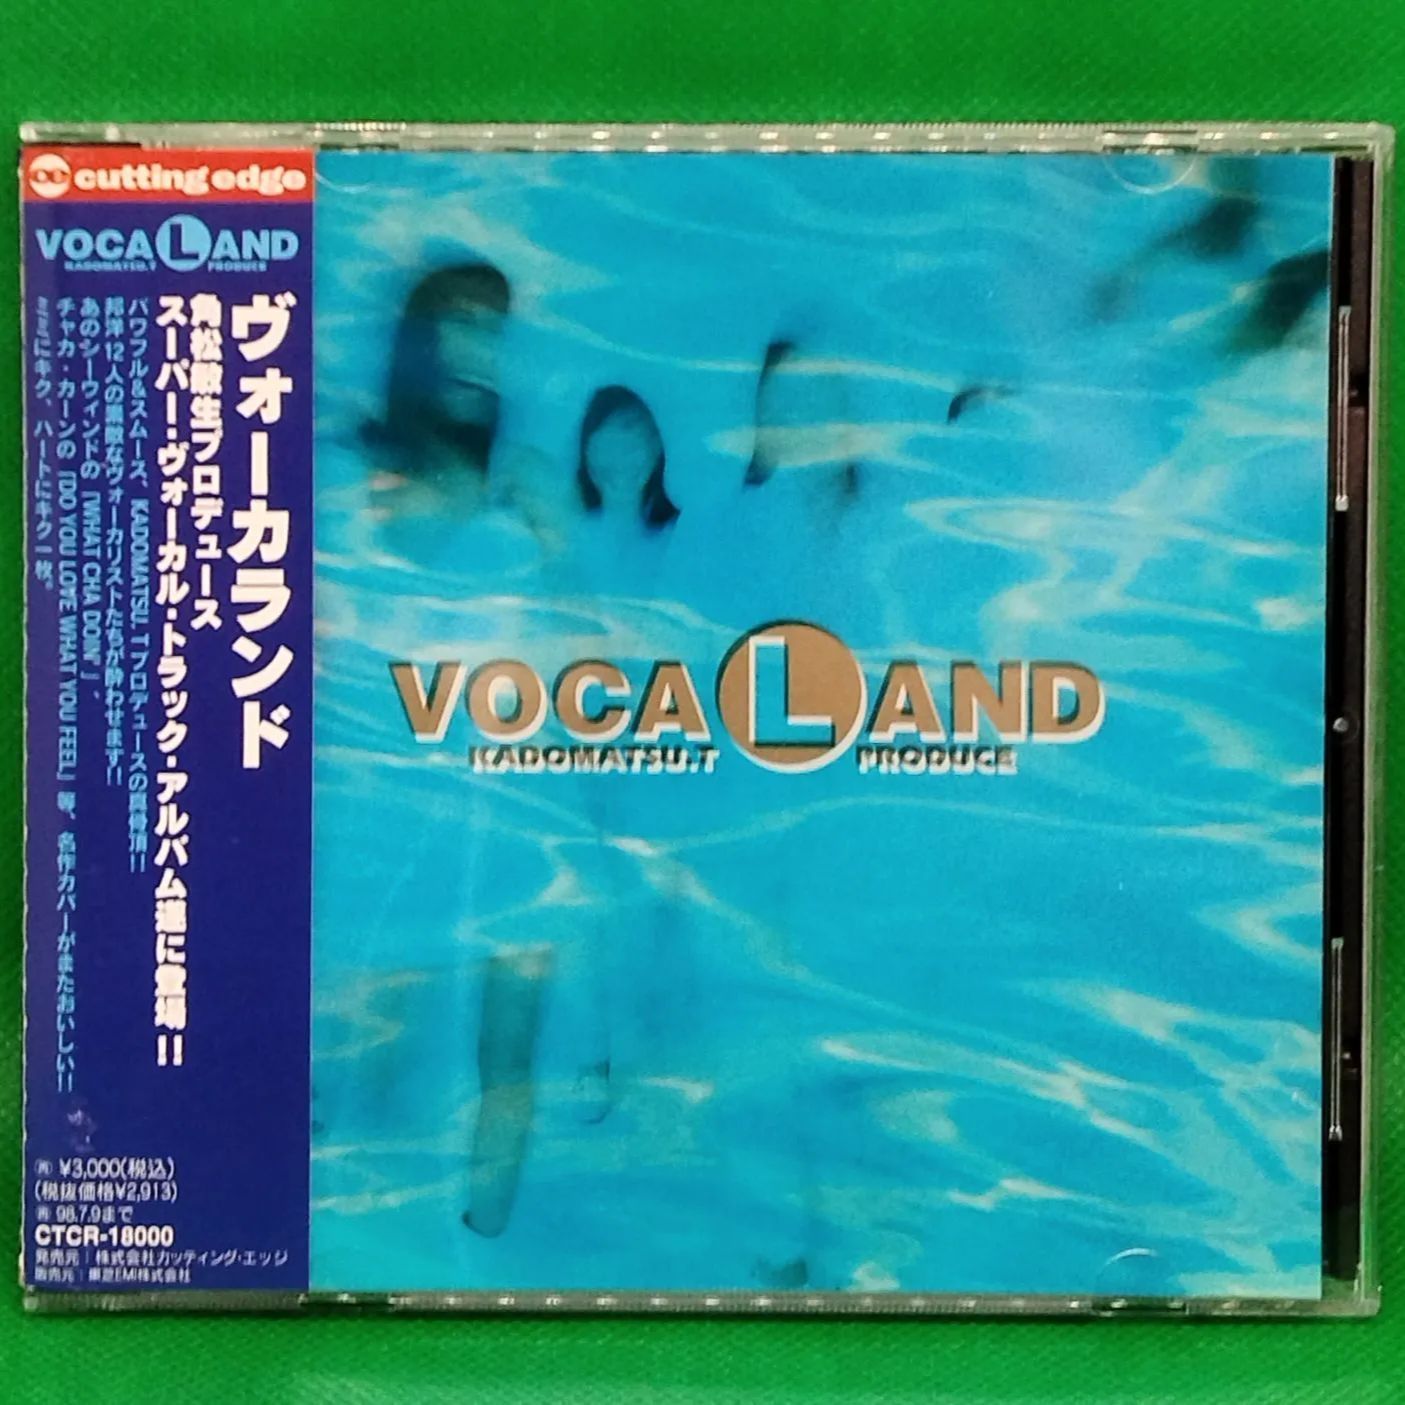 cutting edge
VOCALAND
KADOMATSU.T PRODUCE
ヴォーカランド
角松敏生プロデュース
スーパー・ヴォーカル・トラック・アルバム遂に登場!!
パワフル&スムース、KADOMATSU. Tプロデュースの真骨頂!!
邦洋12人の素敵なヴォーカリストたちが酔わせます!!
あのシーウィンドの「WHAT CHA DOIN'」、
チャカ・カーンの「DO YOU LOVE WHAT YOU FEEL」等、名作カバーがまたおいしい!!
ミミにキク、ハートにキク一枚。
㊐ ¥3,000(税込)
(税抜価格¥2,913)
㊐ 98.7.9まで
CTCR-18000
発売元:株式会社カッティング・エッジ
販売元:東芝EMI株式会社
VOCALAND
KADOMATSU.T PRODUCE